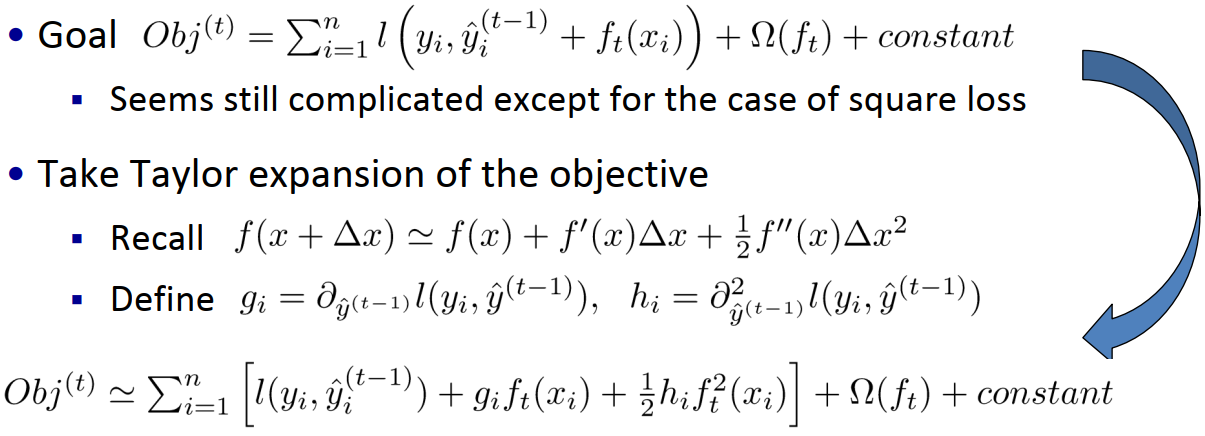 • Goal $Obj^{(t)} = \sum_{i=1}^{n} l\left(y_i, \hat{y}_i^{(t-1)} + f_t(x_i)\right) + \Omega(f_t) + constant$
▪ Seems still complicated except for the case of square loss
• Take Taylor expansion of the objective
▪ Recall $f(x + \Delta x) \simeq f(x) + f'(x)\Delta x + \frac{1}{2} f''(x)\Delta x^2$
▪ Define $g_i = \partial_{\hat{y}^{(t-1)}} l(y_i, \hat{y}^{(t-1)}), \quad h_i = \partial^2_{\hat{y}^{(t-1)}} l(y_i, \hat{y}^{(t-1)})$
$Obj^{(t)} \simeq \sum_{i=1}^{n} \left[ l(y_i, \hat{y}_i^{(t-1)}) + g_i f_t(x_i) + \frac{1}{2} h_i f_t^2(x_i) \right] + \Omega(f_t) + constant$